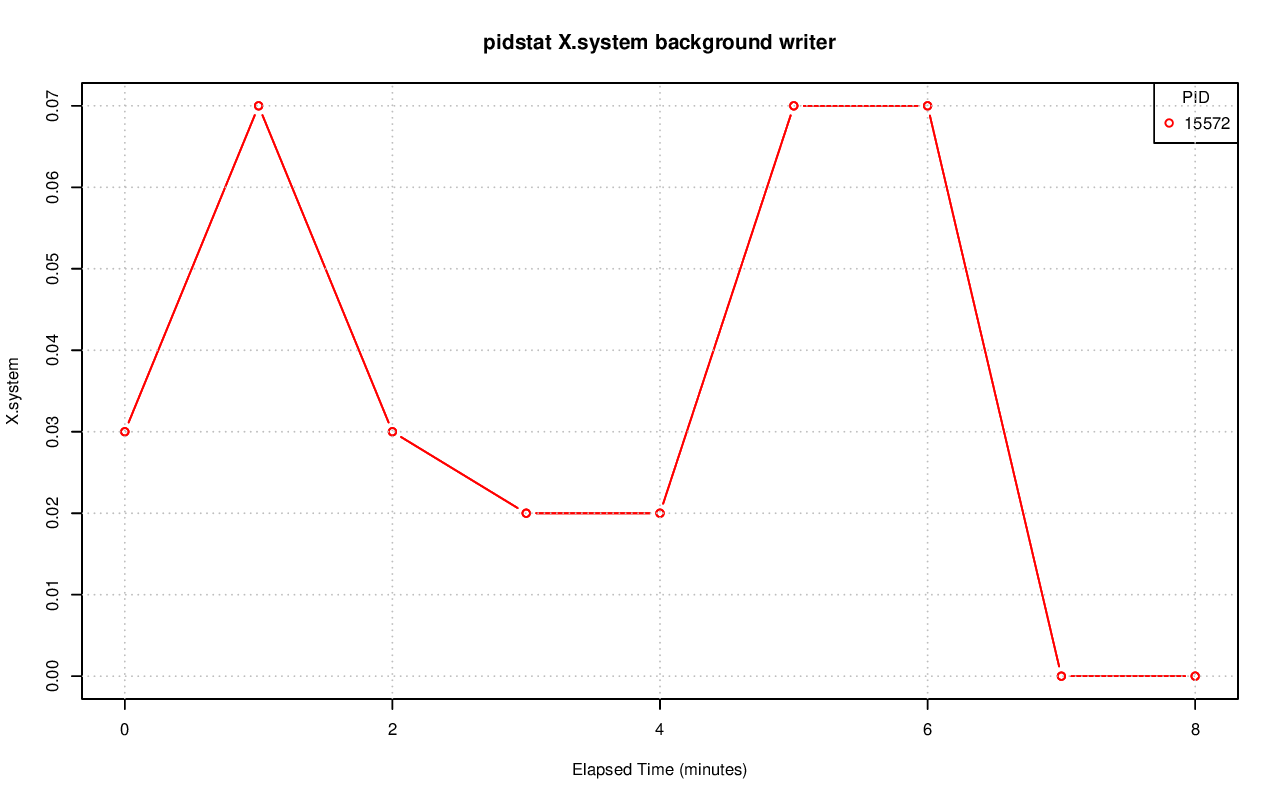 pidstat X.system background writer
PID
15572
X.system
0.07
0.06
0.05
0.04
0.03
0.02
0.01
0.00
0 2 4 6 8
Elapsed Time (minutes)